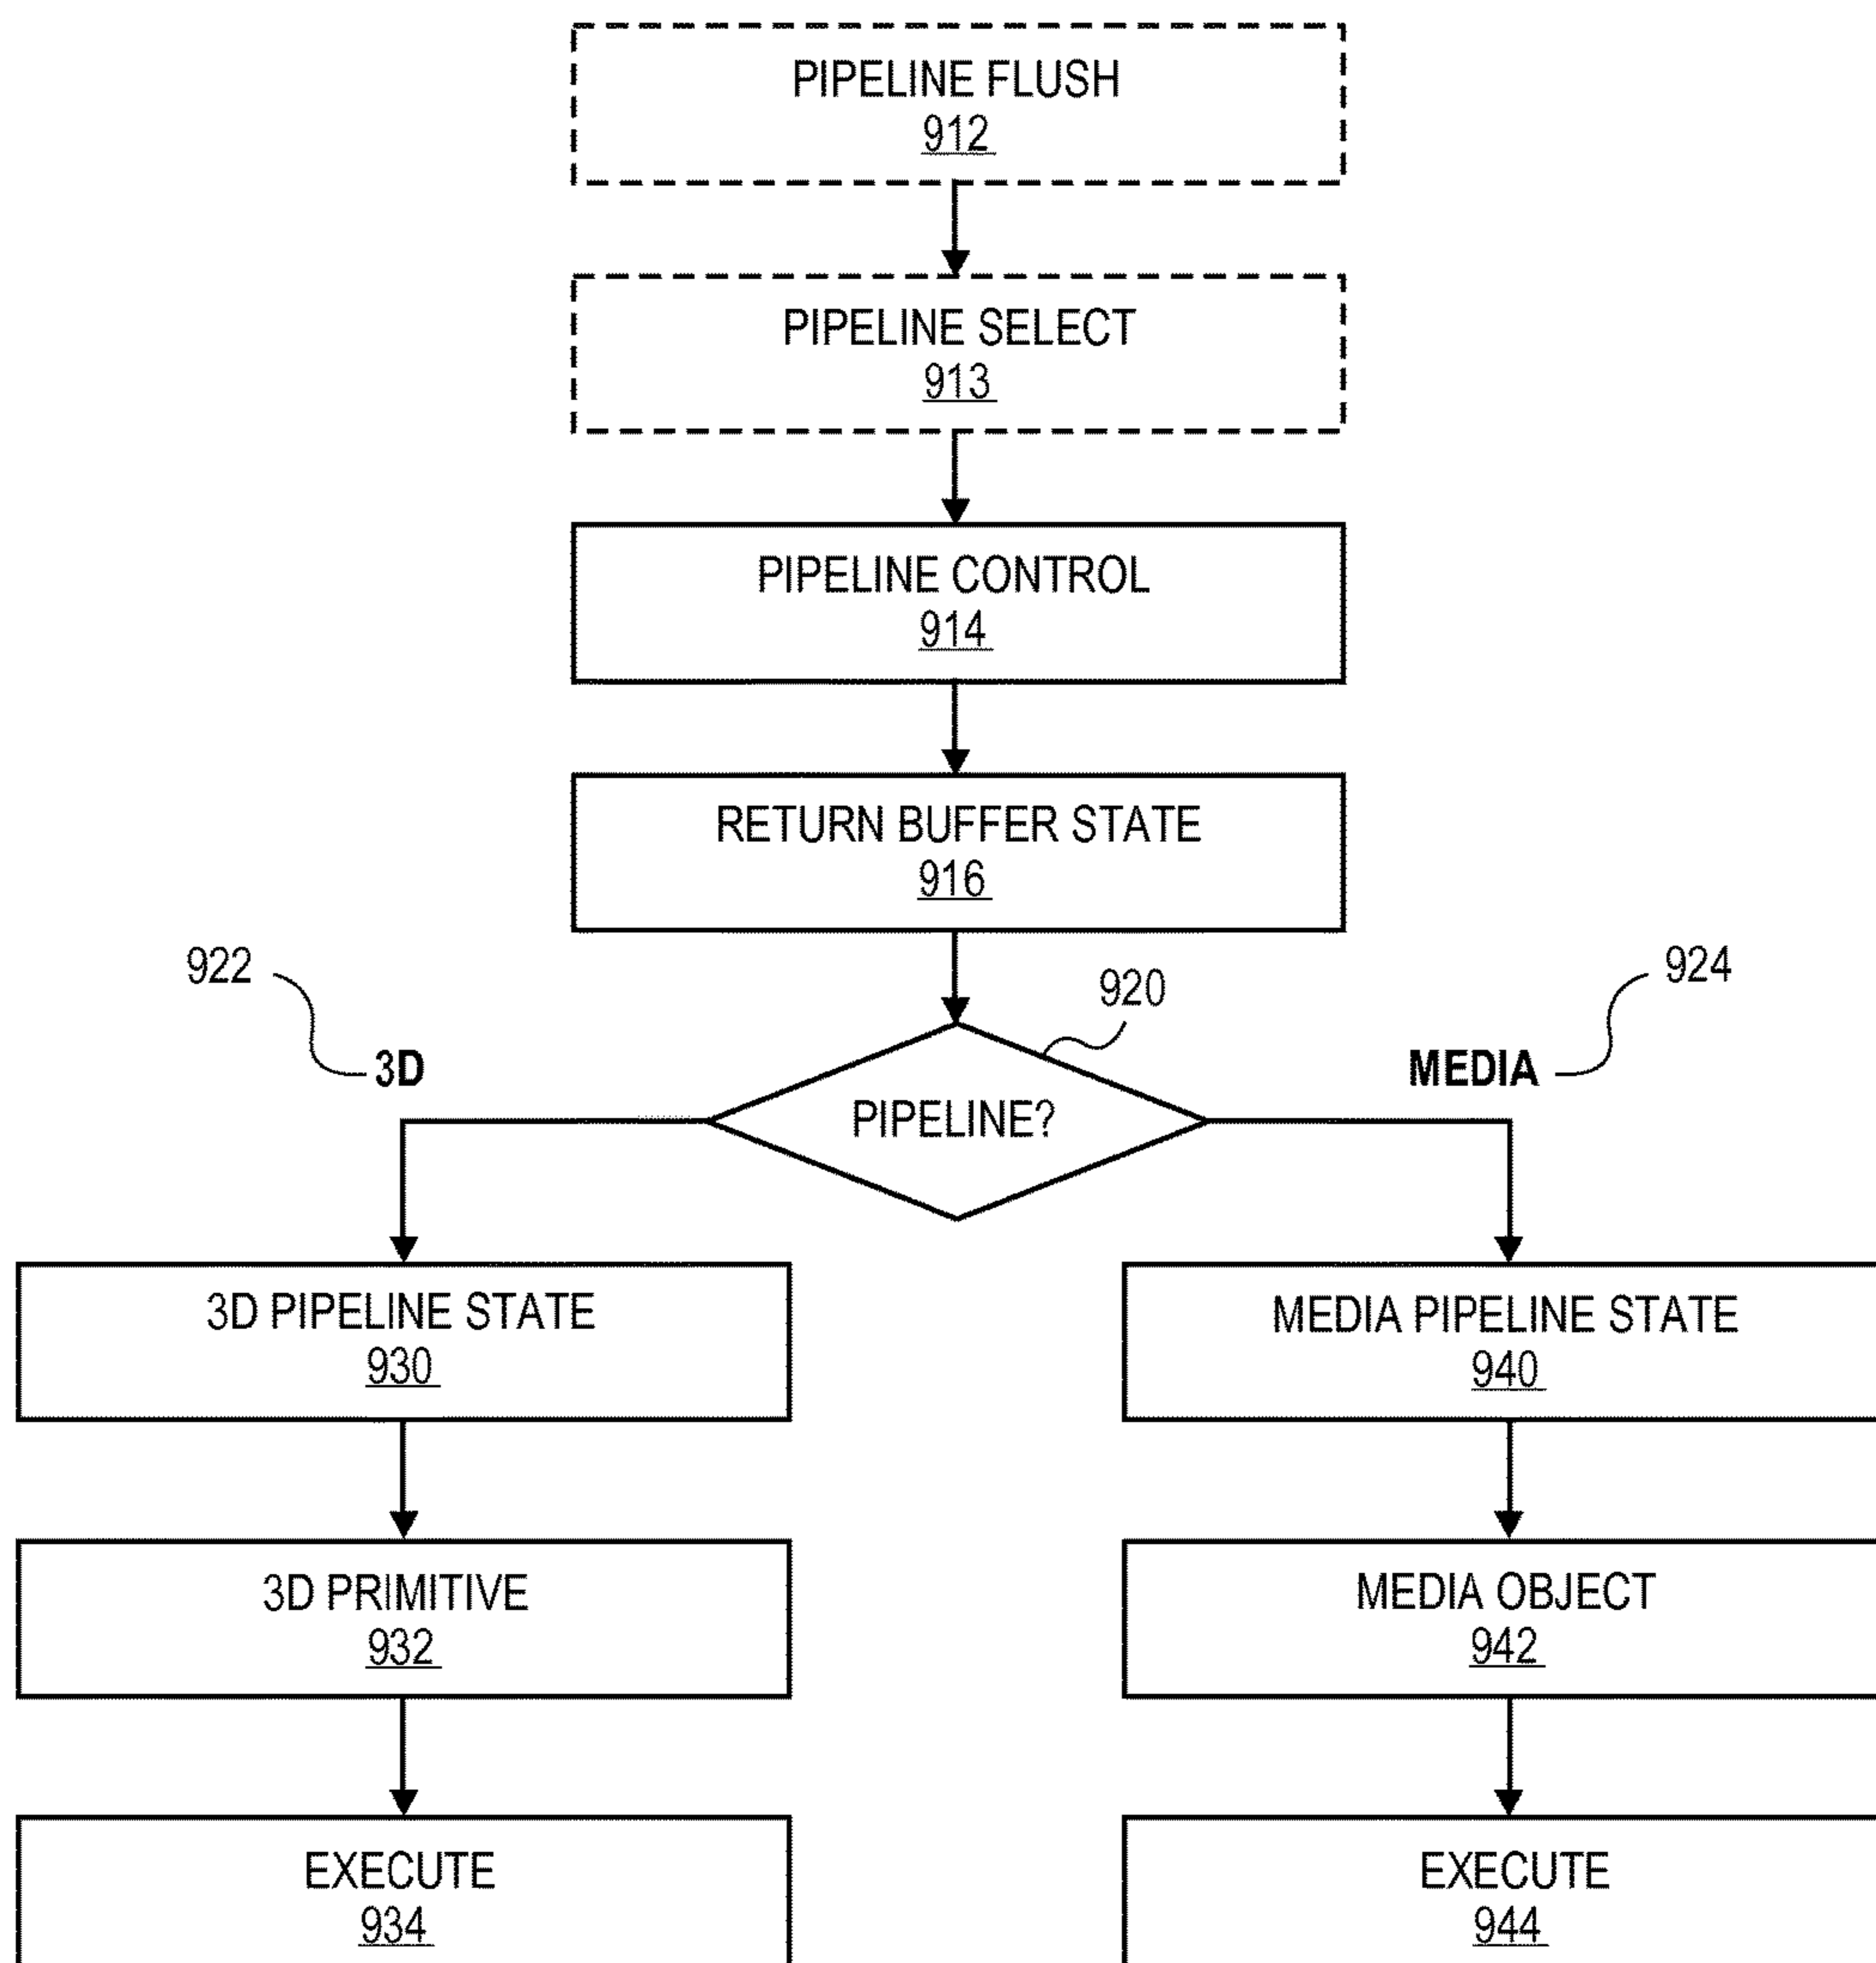 PIPELINE FLUSH
912
PIPELINE SELECT
913
PIPELINE CONTROL
914
RETURN BUFFER STATE
916
922
920
924
3D
MEDIA
PIPELINE?
3D PIPELINE STATE
930
MEDIA PIPELINE STATE
940
3D PRIMITIVE
932
MEDIA OBJECT
942
EXECUTE
934
EXECUTE
944